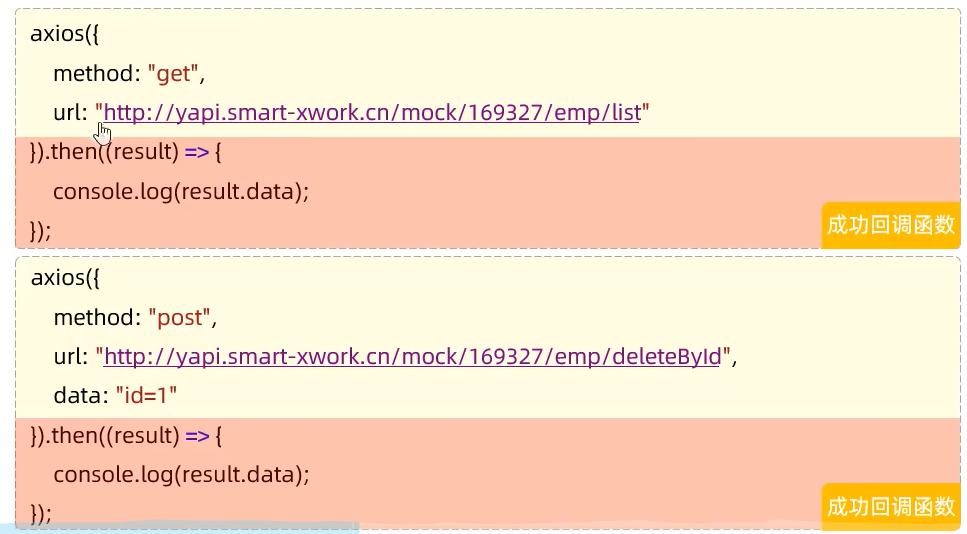 axios({
method: "get",
url: "http://yapi.smart-xwork.cn/mock/169327/emp/list"
}).then((result) => {
console.log(result.data);
});
成功回调函数
axios({
method: "post",
url: "http://yapi.smart-xwork.cn/mock/169327/emp/deleteById",
data: "id=1"
}).then((result) => {
console.log(result.data);
});
成功回调函数